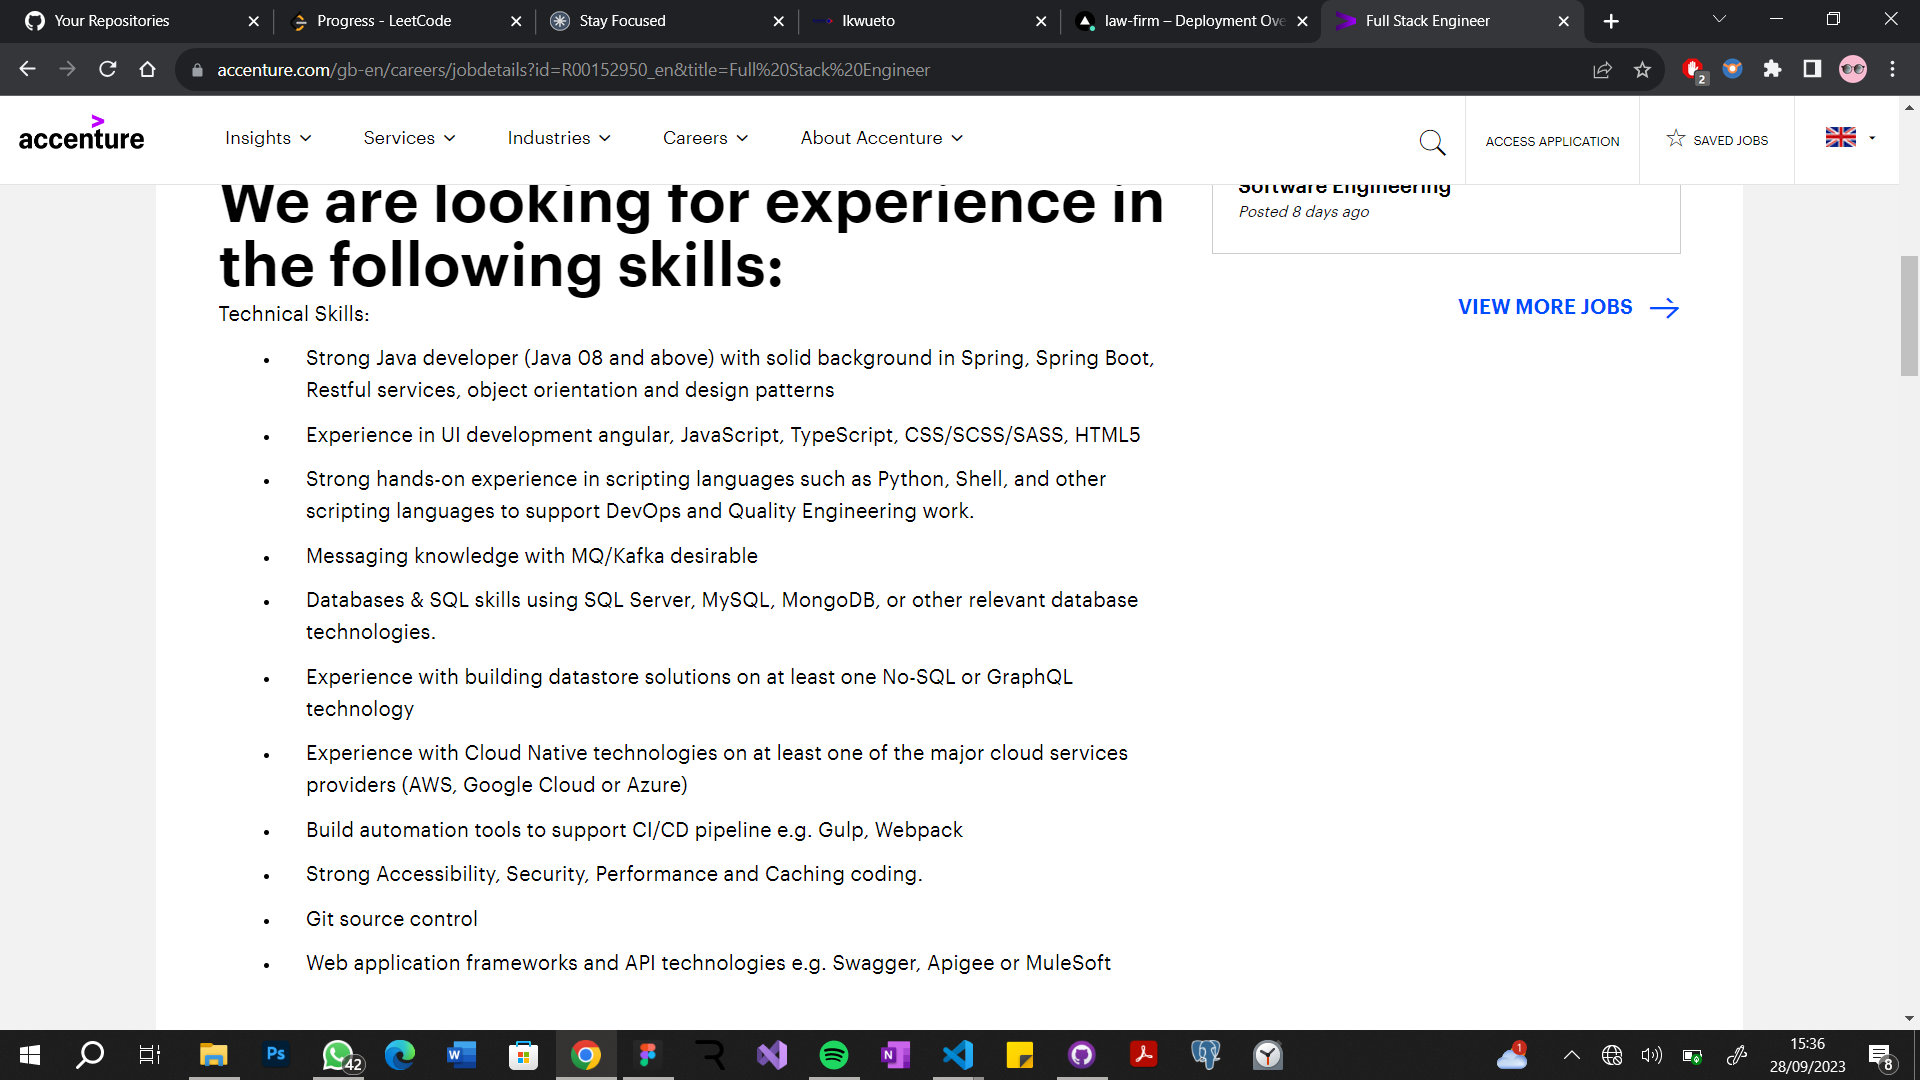 Your Repositories
Progress - LeetCode
Stay Focused
Ikwueto
law-firm – Deployment Ove
Full Stack Engineer
accenture.com/gb-en/careers/jobdetails?id=R00152950_en&title=Full%20Stack%20Engineer
2
accenture
Insights
Services
Industries
Careers
About Accenture
ACCESS APPLICATION
SAVED JOBS
We are looking for experience in
the following skills:
Software Engineering
Posted 8 days ago
VIEW MORE JOBS
Technical Skills:
• Strong Java developer (Java 08 and above) with solid background in Spring, Spring Boot,
Restful services, object orientation and design patterns
• Experience in UI development angular, JavaScript, TypeScript, CSS/SCSS/SASS, HTML5
• Strong hands-on experience in scripting languages such as Python, Shell, and other
scripting languages to support DevOps and Quality Engineering work.
• Messaging knowledge with MQ/Kafka desirable
• Databases & SQL skills using SQL Server, MySQL, MongoDB, or other relevant database
technologies.
• Experience with building datastore solutions on at least one No-SQL or GraphQL
technology
• Experience with Cloud Native technologies on at least one of the major cloud services
providers (AWS, Google Cloud or Azure)
• Build automation tools to support CI/CD pipeline e.g. Gulp, Webpack
• Strong Accessibility, Security, Performance and Caching coding.
• Git source control
• Web application frameworks and API technologies e.g. Swagger, Apigee or MuleSoft
Ps
42
W
N
1
15:36
28/09/2023
8